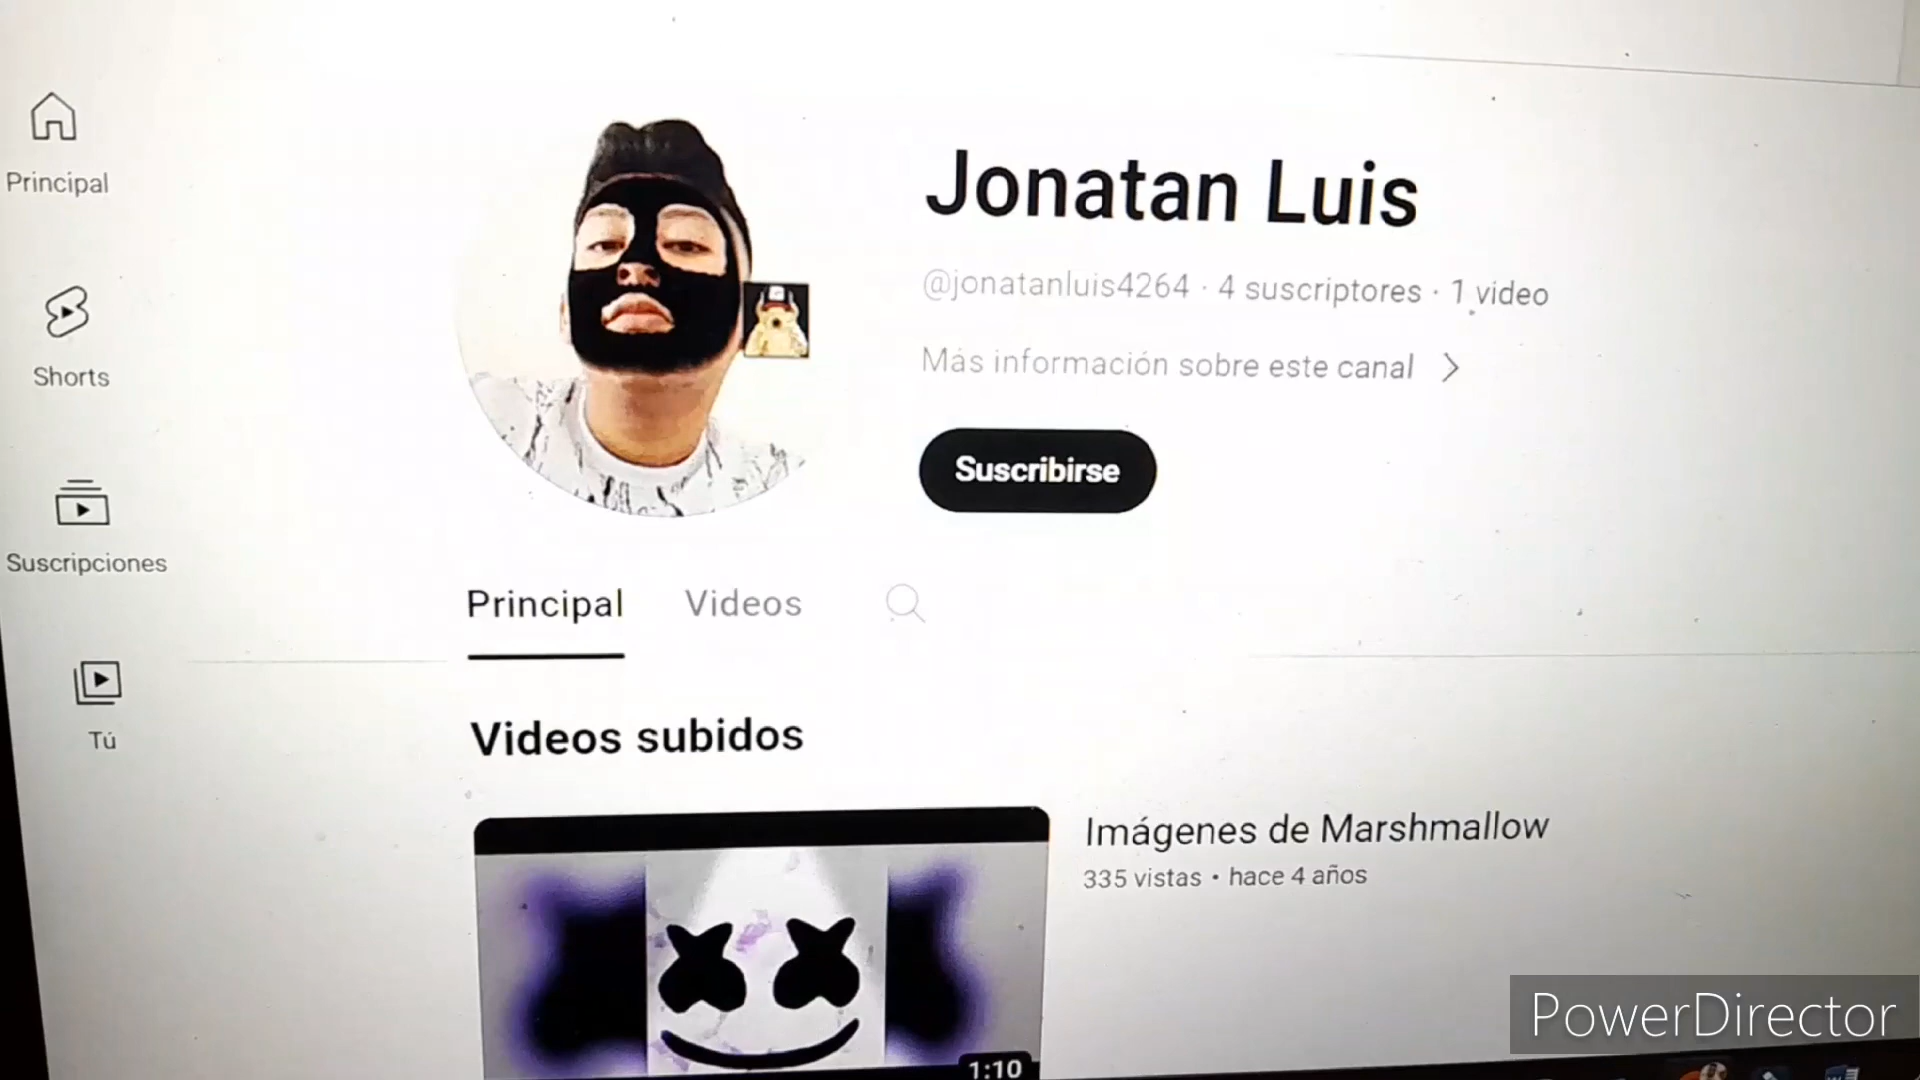 Principal
Shorts
Suscripciones
Tú
Jonatan Luis
@jonatanluis4264 · 4 suscriptores · 1 video
Más información sobre este canal
Suscribirse
Principal
Videos
Videos subidos
Imágenes de Marshmallow
335 vistas • hace 4 años
1:10
PowerDirector